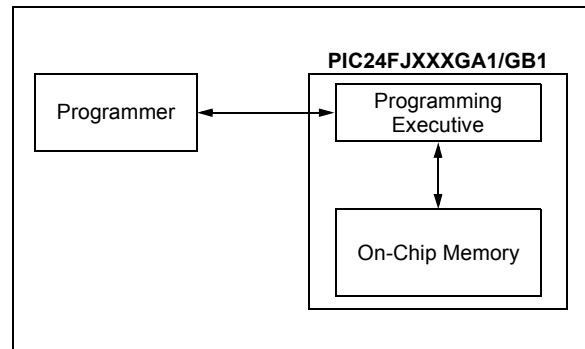 PIC24FJXXXGA1/GB1
Programmer
Programming
Executive
On-Chip Memory